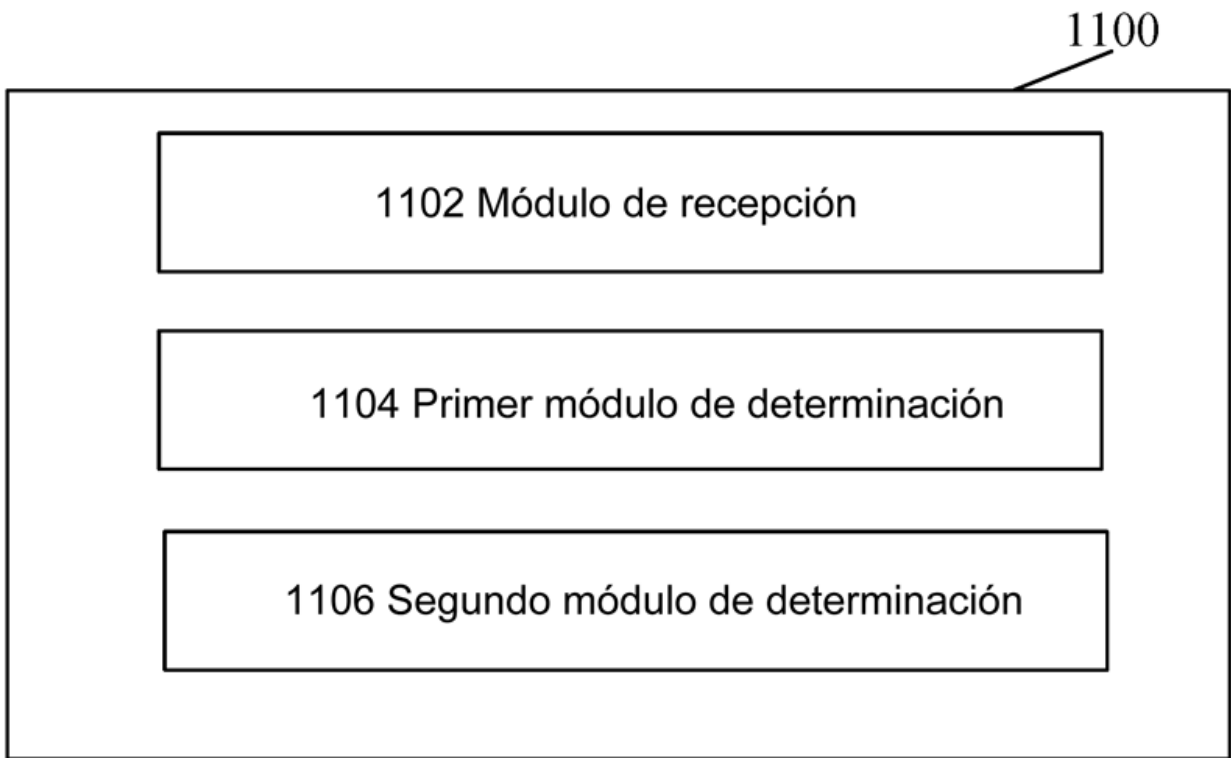 1100
1102 Módulo de recepción
1104 Primer módulo de determinación
1106 Segundo módulo de determinación